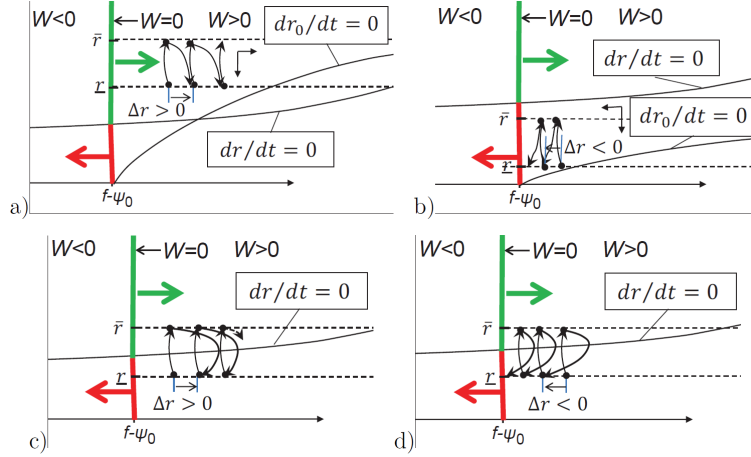 W<0
W=0
W>0
dr₀/dt = 0
r̄
r̲
Δr > 0
dr/dt = 0
f-ψ₀
a)
W<0
W=0
W>0
dr/dt = 0
r̄
dr₀/dt = 0
Δr < 0
r̲
f-ψ₀
b)
W<0
W=0
W>0
dr/dt = 0
r̄
r̲
Δr > 0
f-ψ₀
c)
W<0
W=0
W>0
dr/dt = 0
r̄
r̲
Δr < 0
f-ψ₀
d)